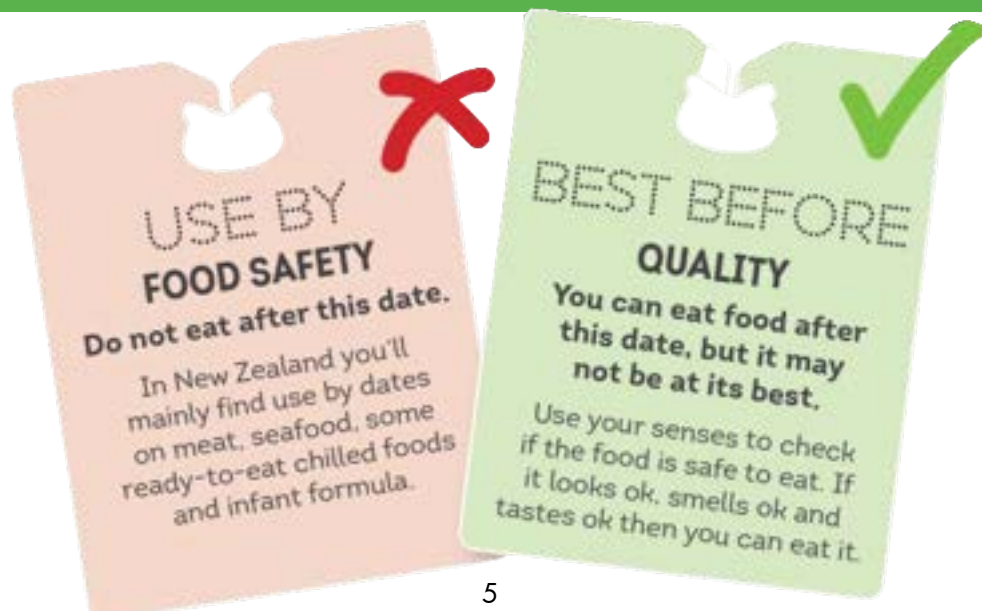 USE BY
FOOD SAFETY
Do not eat after this date.
In New Zealand you'll
mainly find use by dates
on meat, seafood, some
ready-to-eat chilled foods
and infant formula.
BEST BEFORE
QUALITY
You can eat food after
this date, but it may
not be at its best.
Use your senses to check
if the food is safe to eat. If
it looks ok, smells ok and
tastes ok then you can eat it.
5